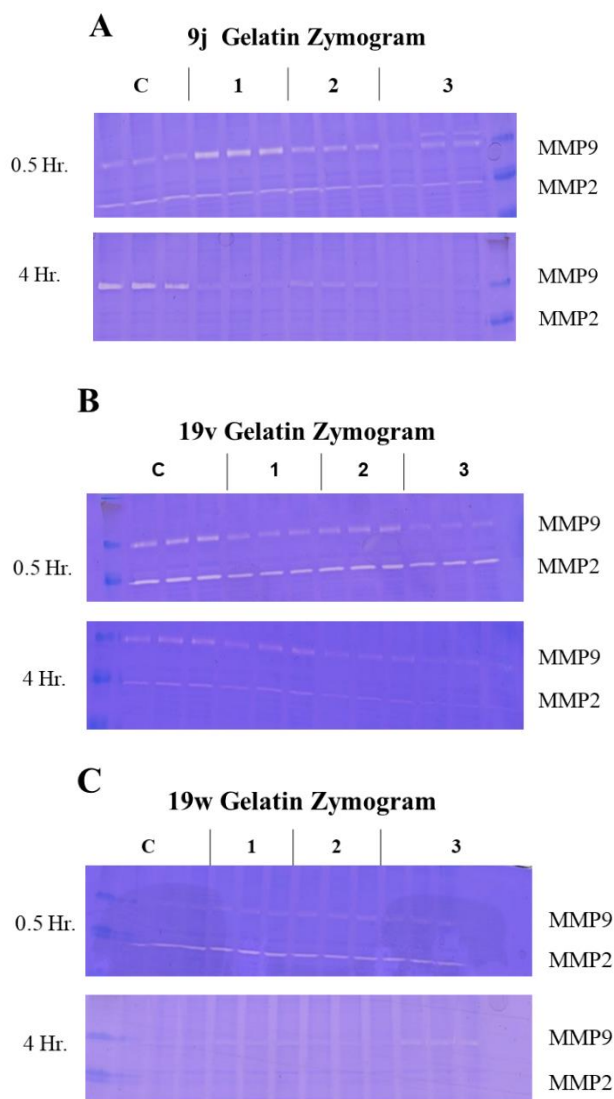 A
9j Gelatin Zymogram
C 1 2 3
0.5 Hr.
MMP9
MMP2
4 Hr.
MMP9
MMP2
B
19v Gelatin Zymogram
C 1 2 3
0.5 Hr.
MMP9
MMP2
4 Hr.
MMP9
MMP2
C
19w Gelatin Zymogram
C 1 2 3
0.5 Hr.
MMP9
MMP2
4 Hr.
MMP9
MMP2